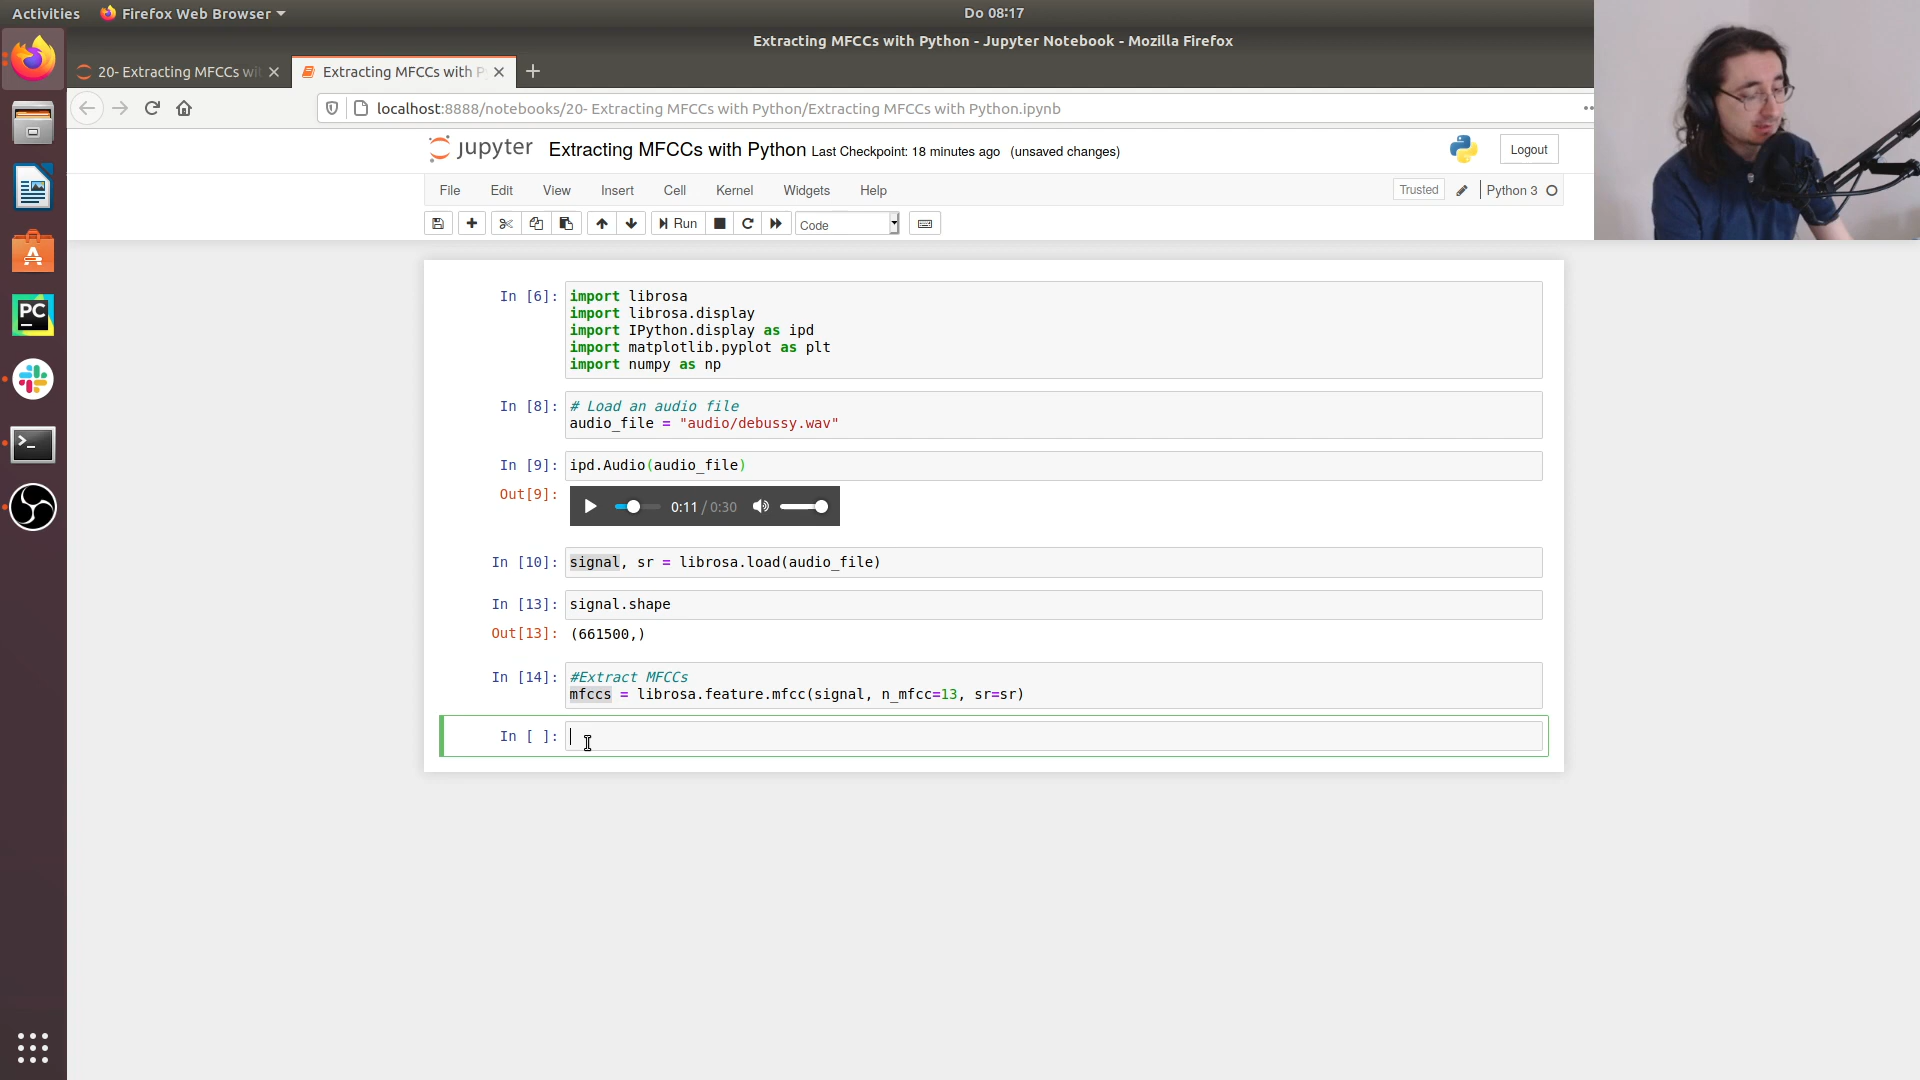 Activities
Firefox Web Browser
Do 08:17
Extracting MFCCs with Python - Jupyter Notebook - Mozilla Firefox
20- Extracting MFCCs wit
Extracting MFCCs with P
localhost:8888/notebooks/20- Extracting MFCCs with Python/Extracting MFCCs with Python.ipynb
jupyter Extracting MFCCs with Python Last Checkpoint: 18 minutes ago (unsaved changes)
Logout
File Edit View Insert Cell Kernel Widgets Help
Trusted
Python 3
Run
Code
In [6]: import librosa
import librosa.display
import IPython.display as ipd
import matplotlib.pyplot as plt
import numpy as np
In [8]: # Load an audio file
audio_file = "audio/debussy.wav"
In [9]: ipd.Audio(audio_file)
Out[9]:
0:11 / 0:30
In [10]: signal, sr = librosa.load(audio_file)
In [13]: signal.shape
Out[13]: (661500,)
In [14]: #Extract MFCCs
mfccs = librosa.feature.mfcc(signal, n_mfcc=13, sr=sr)
In [ ]:
PC